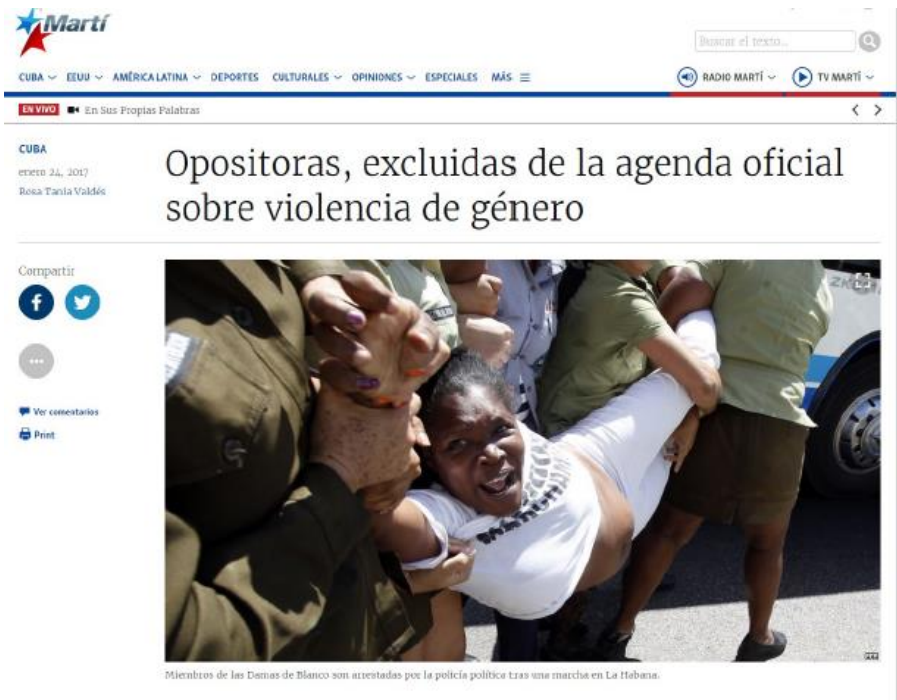 Martí
Buscar el texto...
CUBA EEUU AMÉRICA LATINA DEPORTES CULTURALES OPINIONES ESPECIALES MÁS RADIO MARTÍ TV MARTÍ
EN VIVO En Sus Propias Palabras
CUBA
enero 24, 2017
Rosa Tania Valdés
Opositoras, excluidas de la agenda oficial
sobre violencia de género
Compartir
Ver comentarios
Print
Miembros de las Damas de Blanco son arrestadas por la policía política tras una marcha en La Habana.